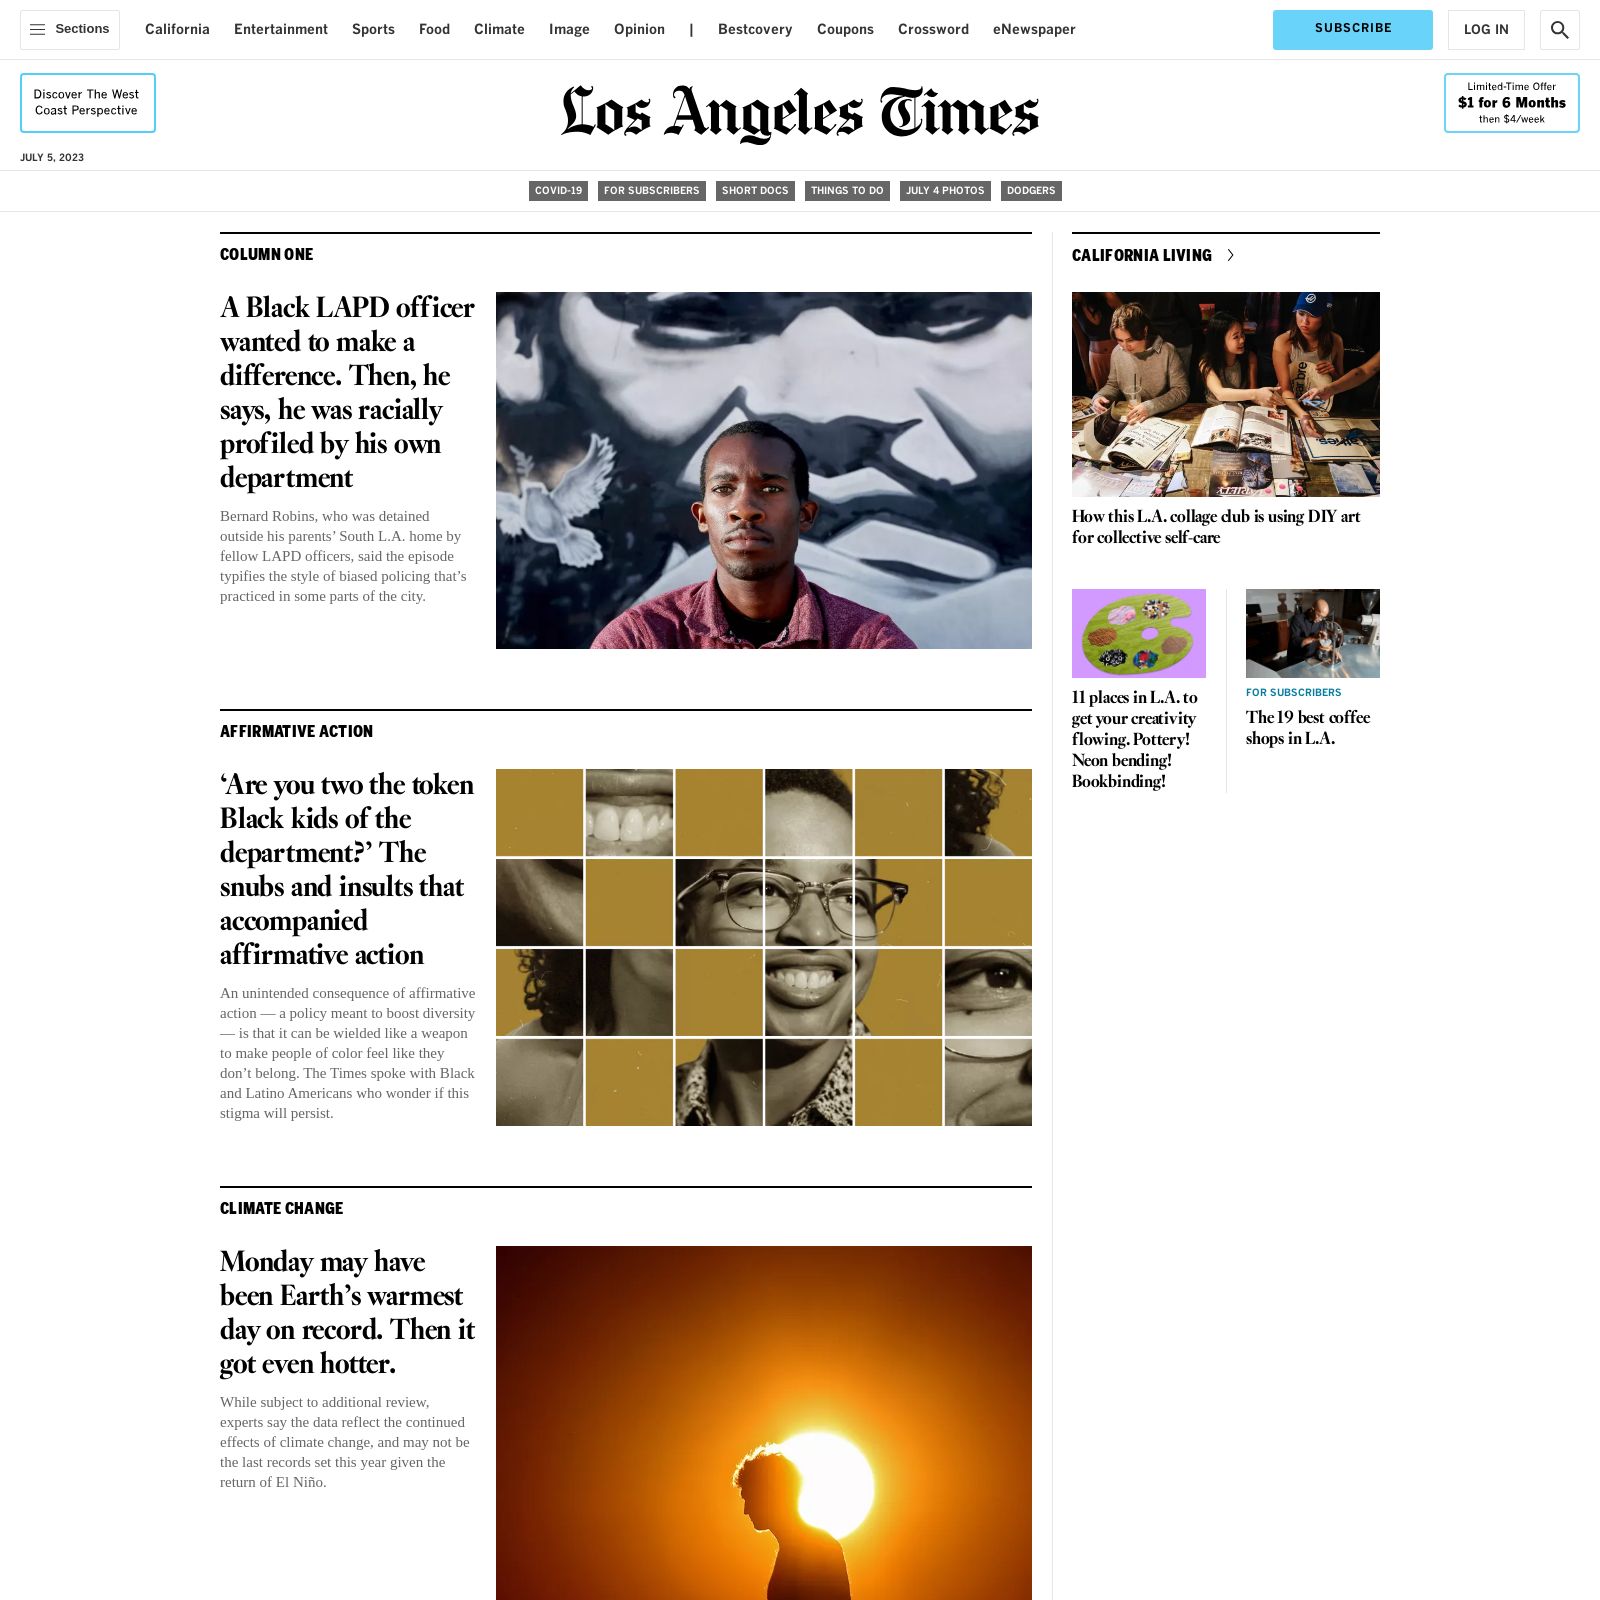 Sections
California
Entertainment
Sports
Food
Climate
Image
Opinion
|
Bestcovery
Coupons
Crossword
eNewspaper
SUBSCRIBE
LOG IN
Discover The West
Coast Perspective
Los Angeles Times
Limited-Time Offer
$1 for 6 Months
then $4/week
JULY 5, 2023
COVID-19
FOR SUBSCRIBERS
SHORT DOCS
THINGS TO DO
JULY 4 PHOTOS
DODGERS
COLUMN ONE
A Black LAPD officer
wanted to make a
difference. Then, he
says, he was racially
profiled by his own
department
Bernard Robins, who was detained
outside his parents’ South L.A. home by
fellow LAPD officers, said the episode
typifies the style of biased policing that’s
practiced in some parts of the city.
AFFIRMATIVE ACTION
‘Are you two the token
Black kids of the
department?’ The
snubs and insults that
accompanied
affirmative action
An unintended consequence of affirmative
action — a policy meant to boost diversity
— is that it can be wielded like a weapon
to make people of color feel like they
don’t belong. The Times spoke with Black
and Latino Americans who wonder if this
stigma will persist.
CLIMATE CHANGE
Monday may have
been Earth’s warmest
day on record. Then it
got even hotter.
While subject to additional review,
experts say the data reflect the continued
effects of climate change, and may not be
the last records set this year given the
return of El Niño.
CALIFORNIA LIVING
How this L.A. collage club is using DIY art
for collective self-care
11 places in L.A. to
get your creativity
flowing. Pottery!
Neon bending!
Bookbinding!
FOR SUBSCRIBERS
The 19 best coffee
shops in L.A.